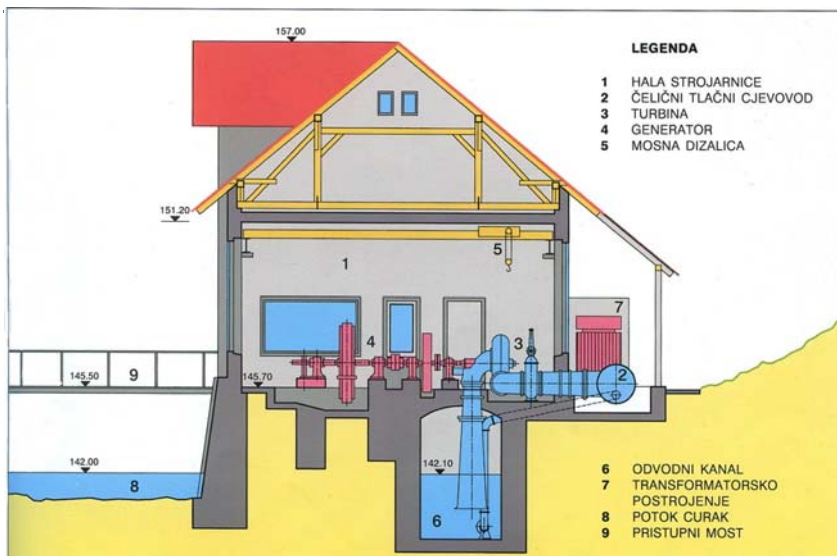 157.00
LEGENDA
1 HALA STROJARNICE
2 ČELIČNI TLAČNI CJEVOVOD
3 TURBINA
4 GENERATOR
5 MOSNA DIZALICA
151.20
5
1
7
4
3
9
145.50
145.70
2
142.00
142.10
8
6
6 ODVODNI KANAL
7 TRANSFORMATORSKO
POSTROJENJE
8 POTOK CURAK
9 PRISTUPNI MOST